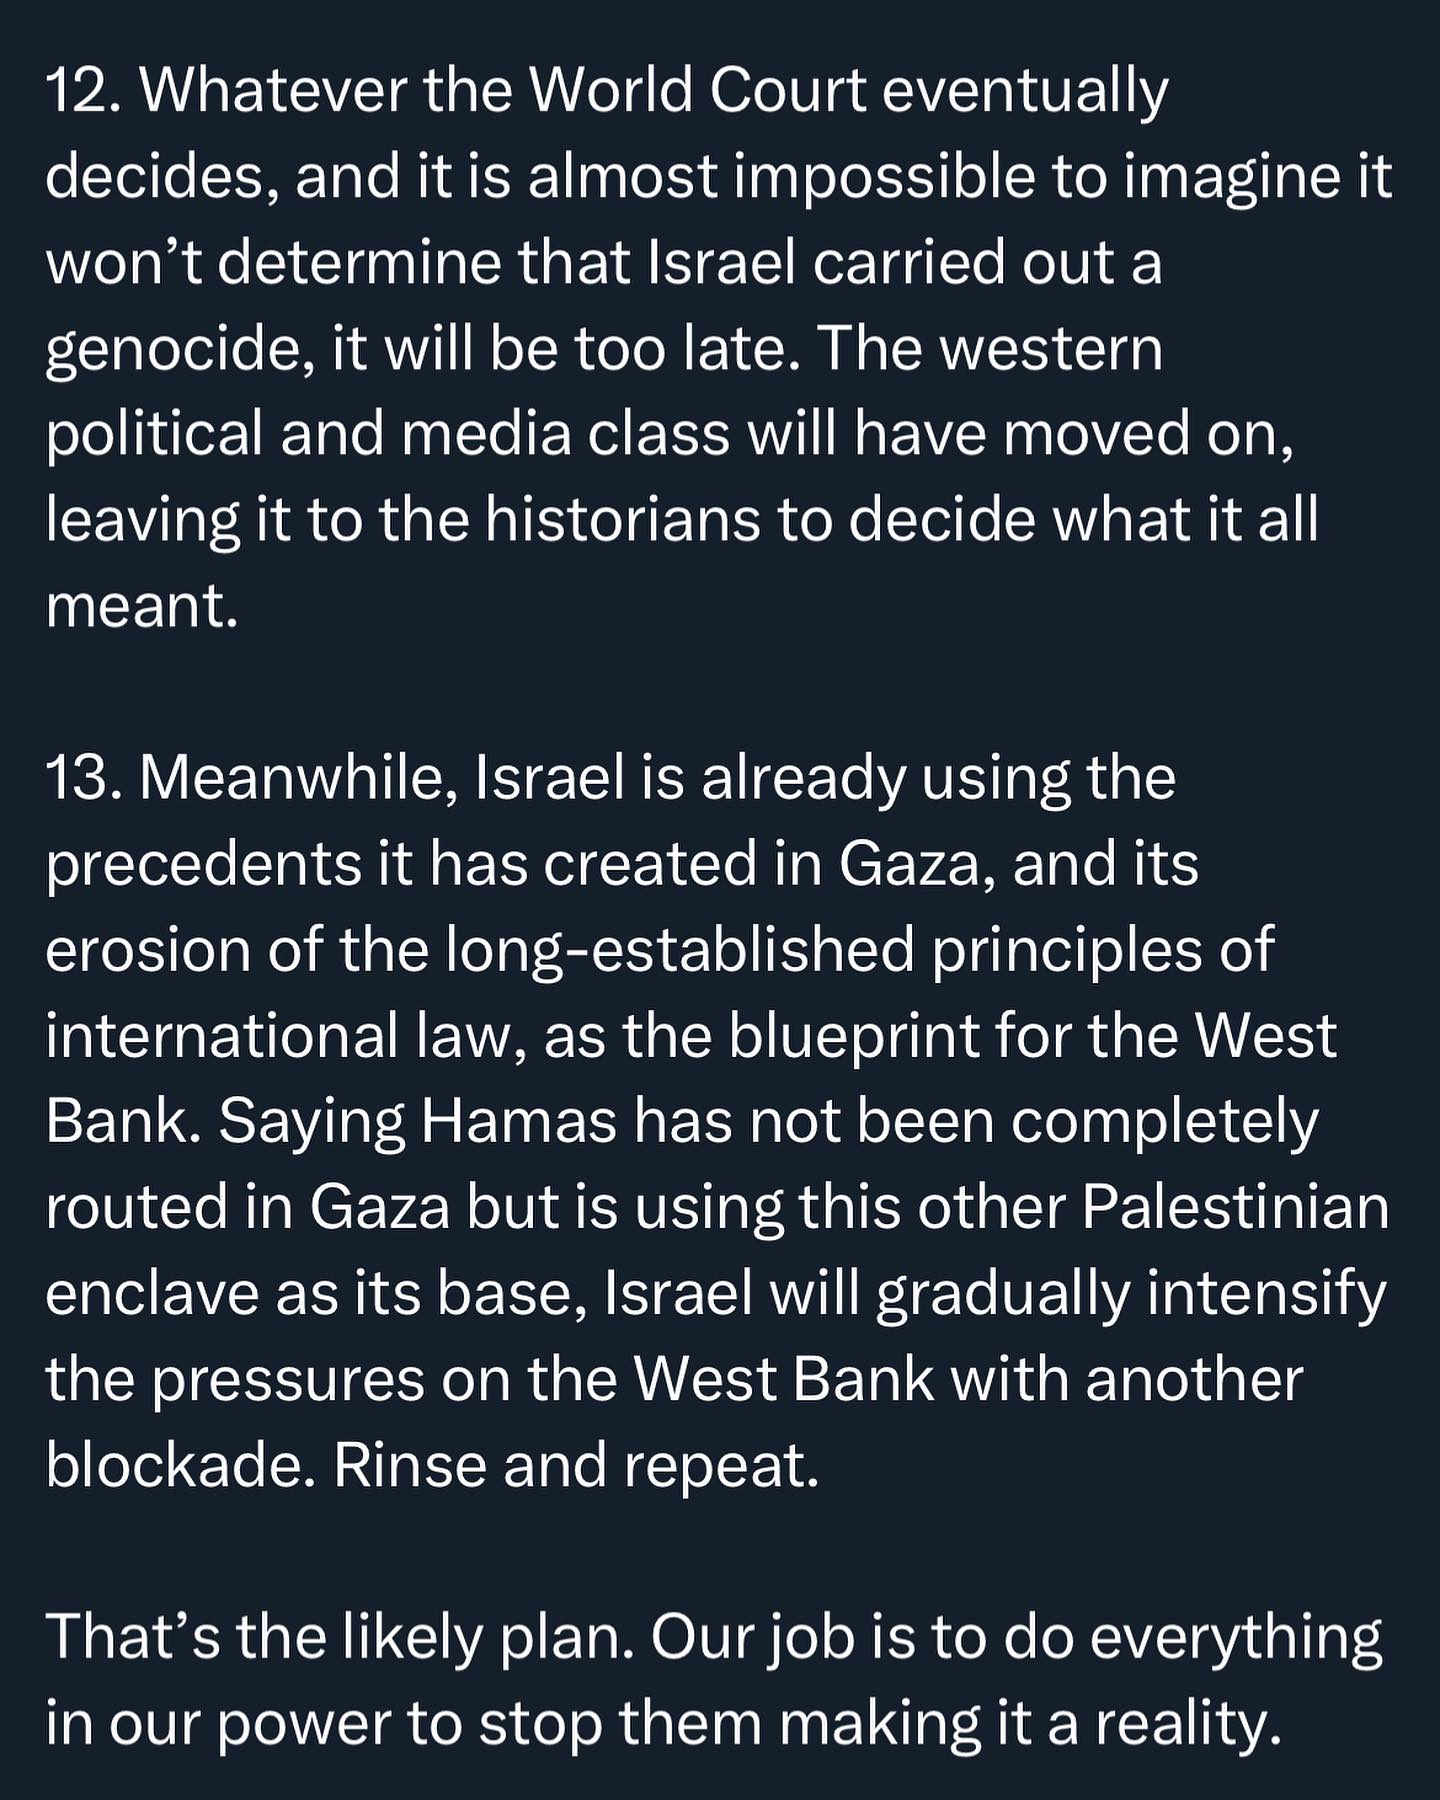 12. Whatever the World Court eventually
decides, and it is almost impossible to imagine it
won’t determine that Israel carried out a
genocide, it will be too late. The western
political and media class will have moved on,
leaving it to the historians to decide what it all
meant.
13. Meanwhile, Israel is already using the
precedents it has created in Gaza, and its
erosion of the long-established principles of
international law, as the blueprint for the West
Bank. Saying Hamas has not been completely
routed in Gaza but is using this other Palestinian
enclave as its base, Israel will gradually intensify
the pressures on the West Bank with another
blockade. Rinse and repeat.
That’s the likely plan. Our job is to do everything
in our power to stop them making it a reality.